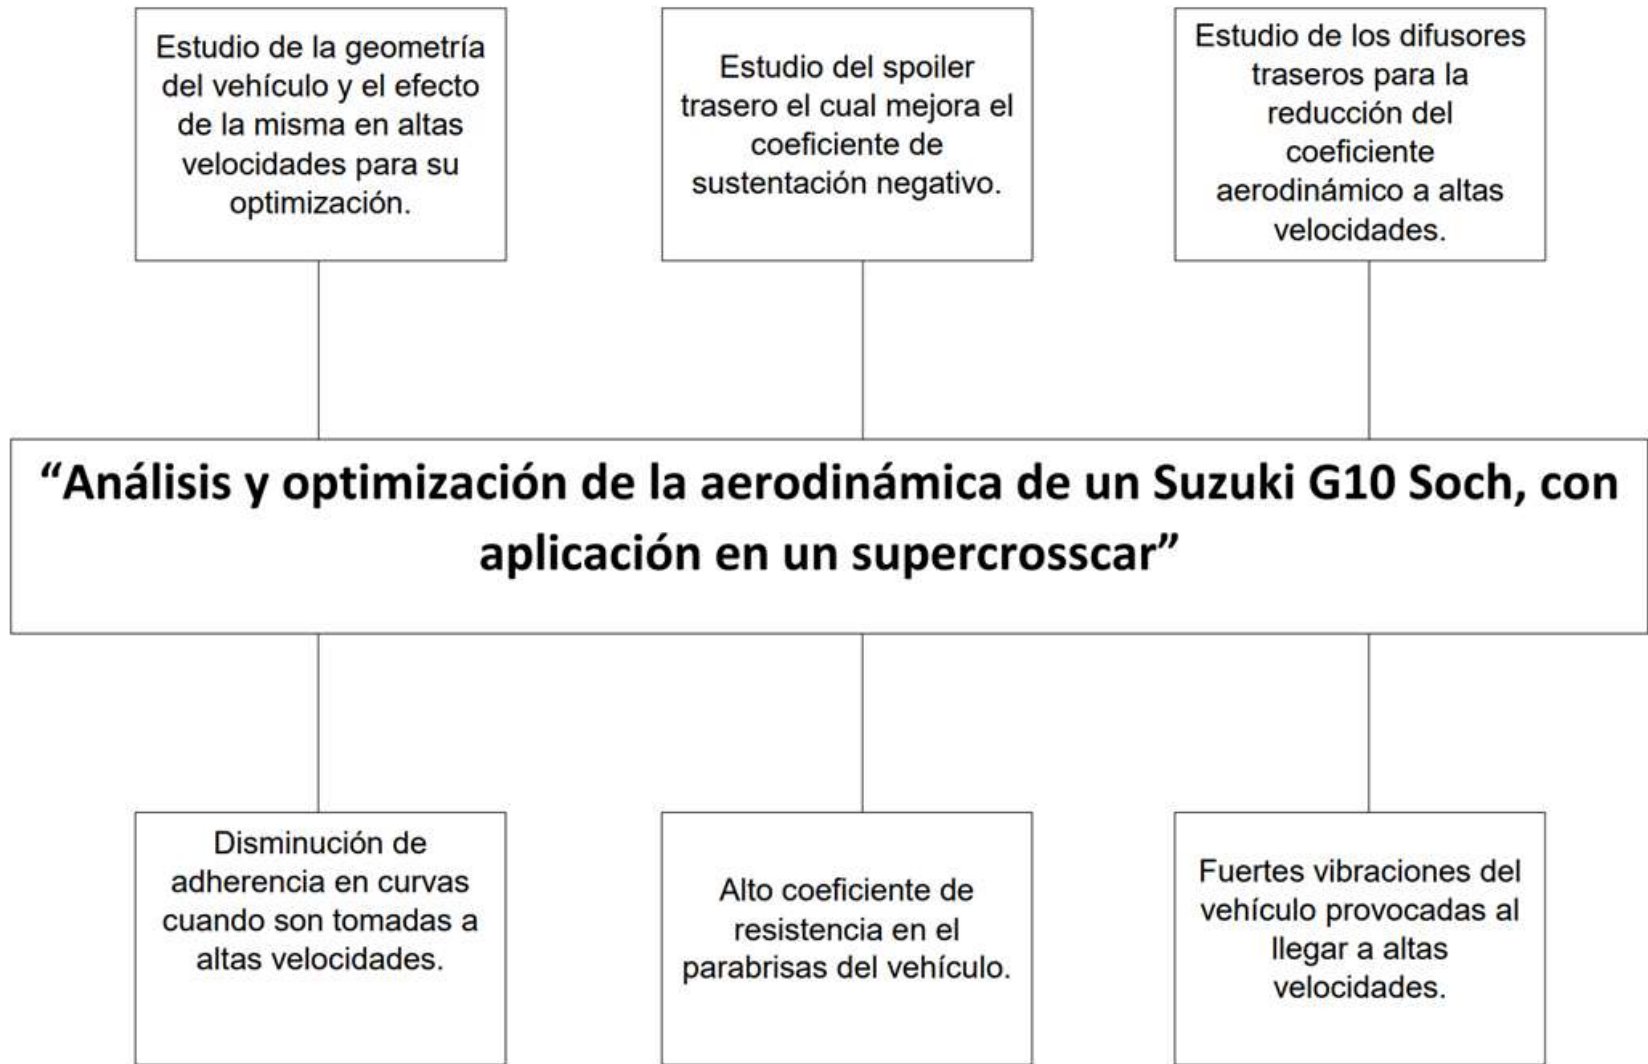 Estudio de la geometría
del vehículo y el efecto
de la misma en altas
velocidades para su
optimización.
Estudio del spoiler
trasero el cual mejora el
coeficiente de
sustentación negativo.
Estudio de los difusores
traseros para la
reducción del
coeficiente
aerodinámico a altas
velocidades.
“Análisis y optimización de la aerodinámica de un Suzuki G10 Soch, con
aplicación en un supercrosscar”
Disminución de
adherencia en curvas
cuando son tomadas a
altas velocidades.
Alto coeficiente de
resistencia en el
parabrisas del vehículo.
Fuertes vibraciones del
vehículo provocadas al
llegar a altas
velocidades.